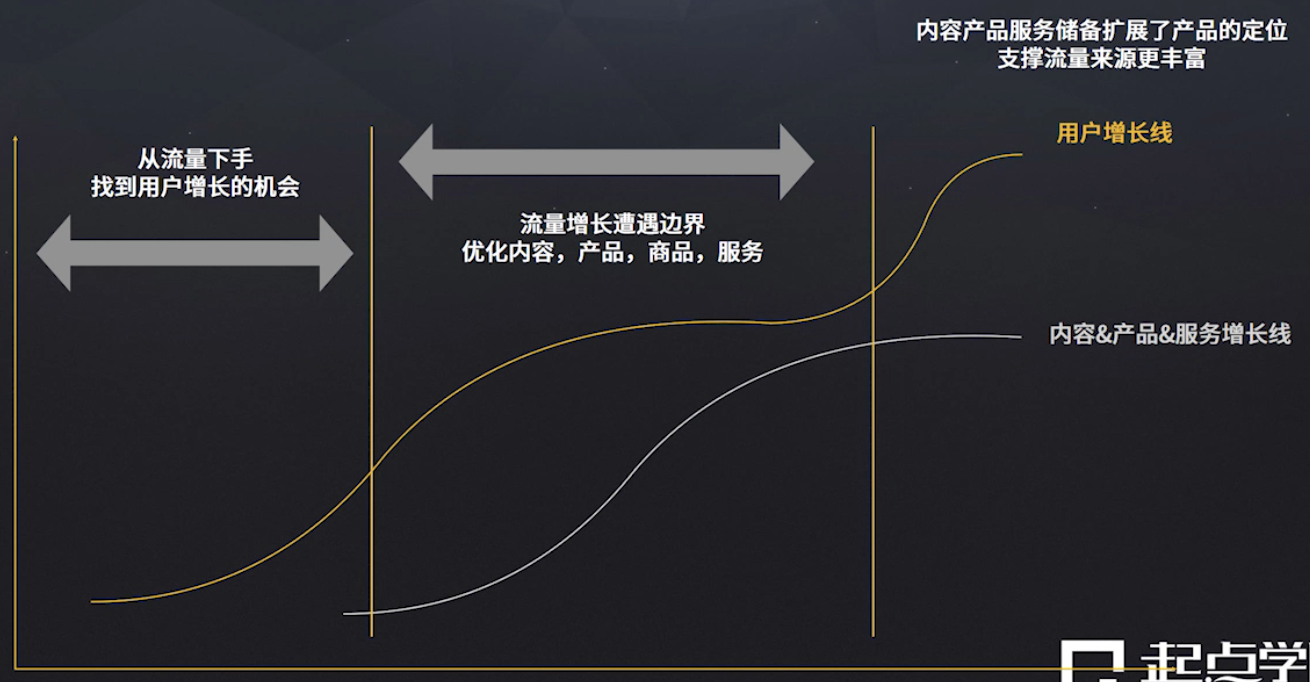 内容产品服务储备扩展了产品的定位
支撑流量来源更丰富
用户增长线
从流量下手
找到用户增长的机会
流量增长遭遇边界
优化内容，产品，商品，服务
内容&产品&服务增长线
起点学